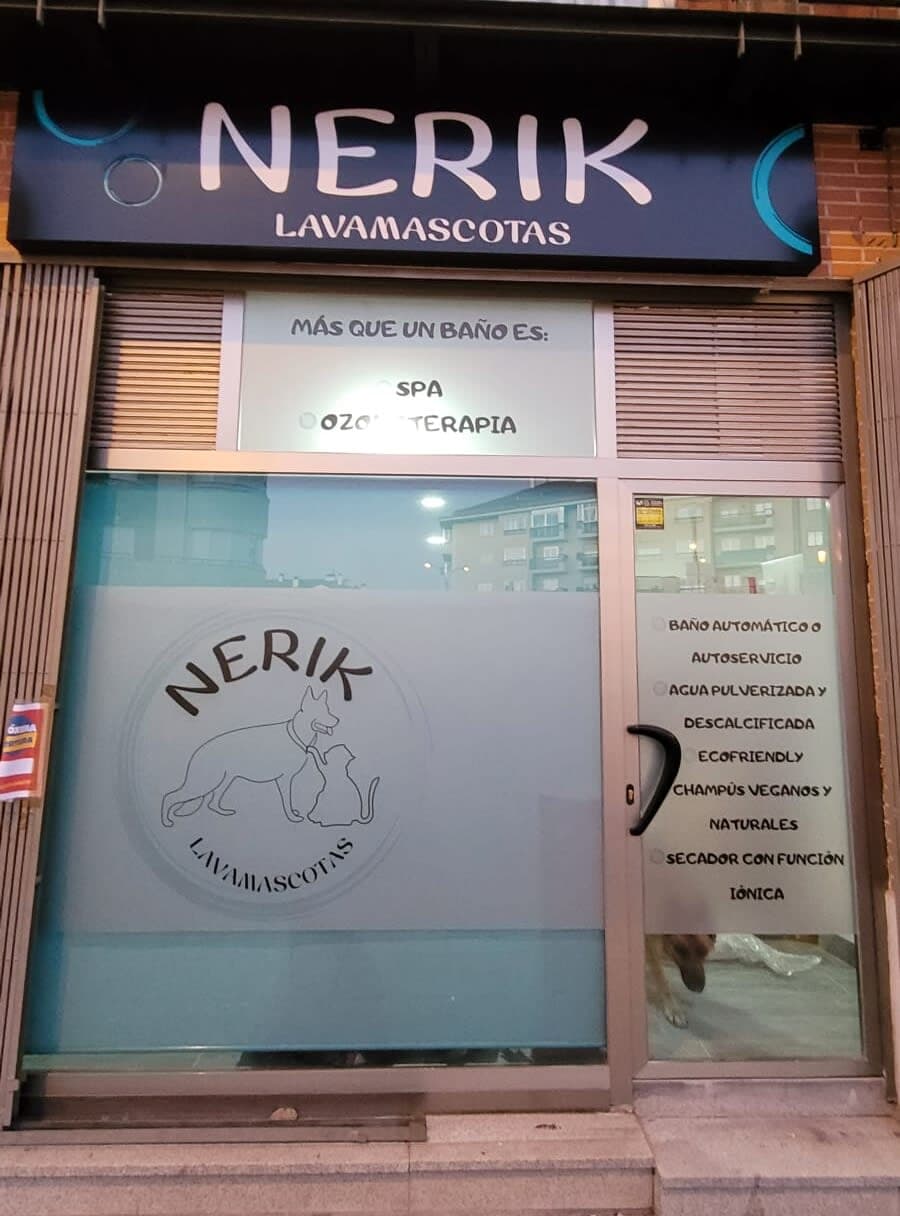 NERIK
LAVAMASCOTAS
MÁS QUE UN BAÑO ES:
SPA
OZONOTERAPIA
NERIK
LAVAMASCOTAS
BAÑO AUTOMÁTICO O
AUTOSERVICIO
AGUA PULVERIZADA Y
DESCALCIFICADA
ECOFRIENDLY
CHAMPÚS VEGANOS Y
NATURALES
SECADOR CON FUNCIÓN
IÓNICA